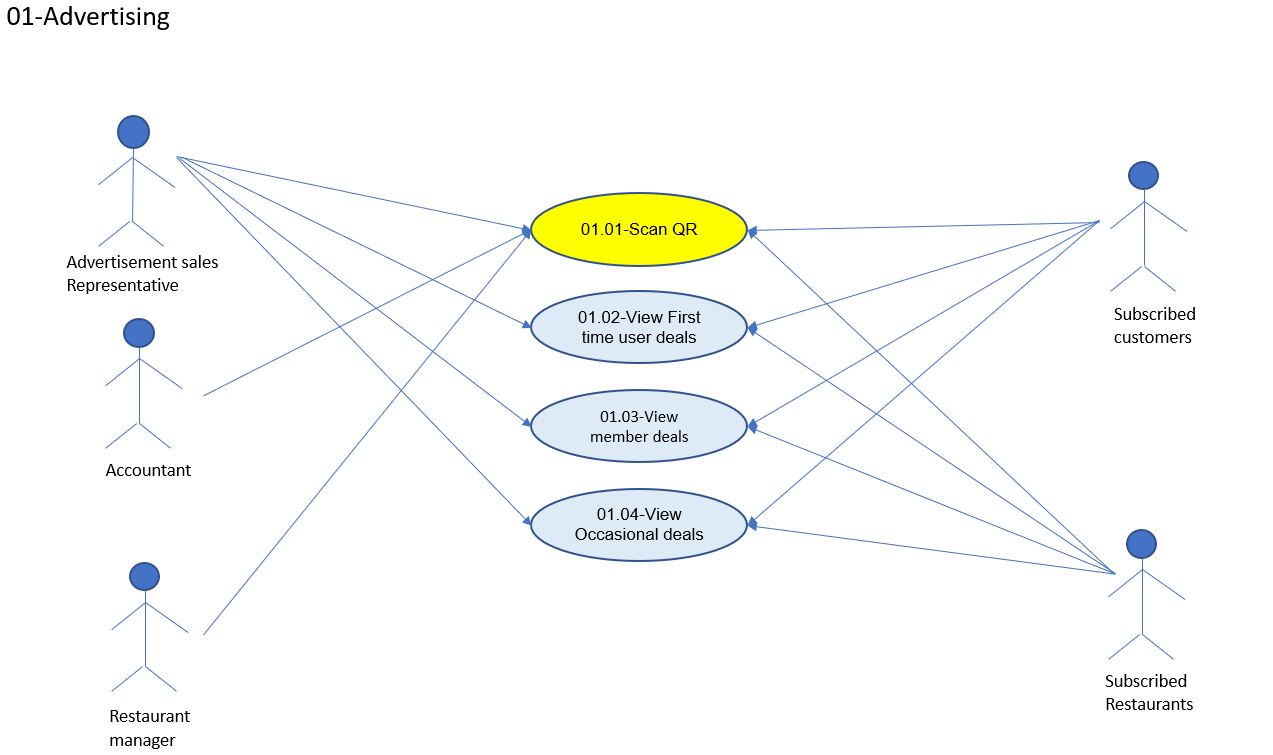 01-Advertising
Advertisement sales
Representative
Accountant
Restaurant
manager
01.01-Scan QR
01.02-View First
time user deals
01.03-View
member deals
01.04-View
Occasional deals
Subscribed
customers
Subscribed
Restaurants